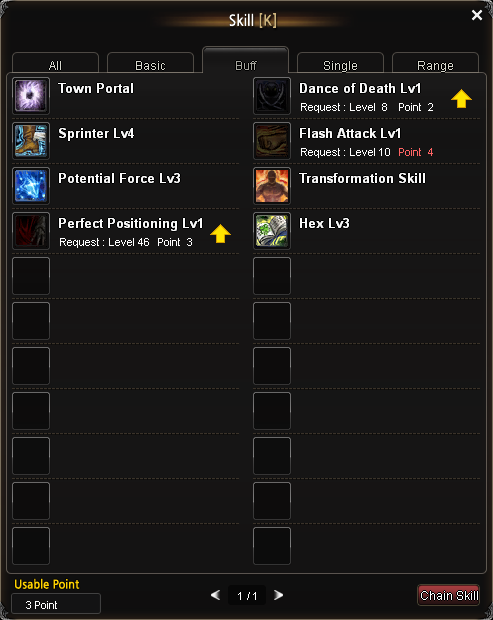 Skill [K]
All
Basic
Buff
Single
Range
Town Portal
Dance of Death Lv1
Request : Level 8 Point 2
Sprinter Lv4
Flash Attack Lv1
Request : Level 10 Point 4
Potential Force Lv3
Transformation Skill
Perfect Positioning Lv1
Request : Level 46 Point 3
Hex Lv3
Usable Point
3 Point
1 / 1
Chain Skill